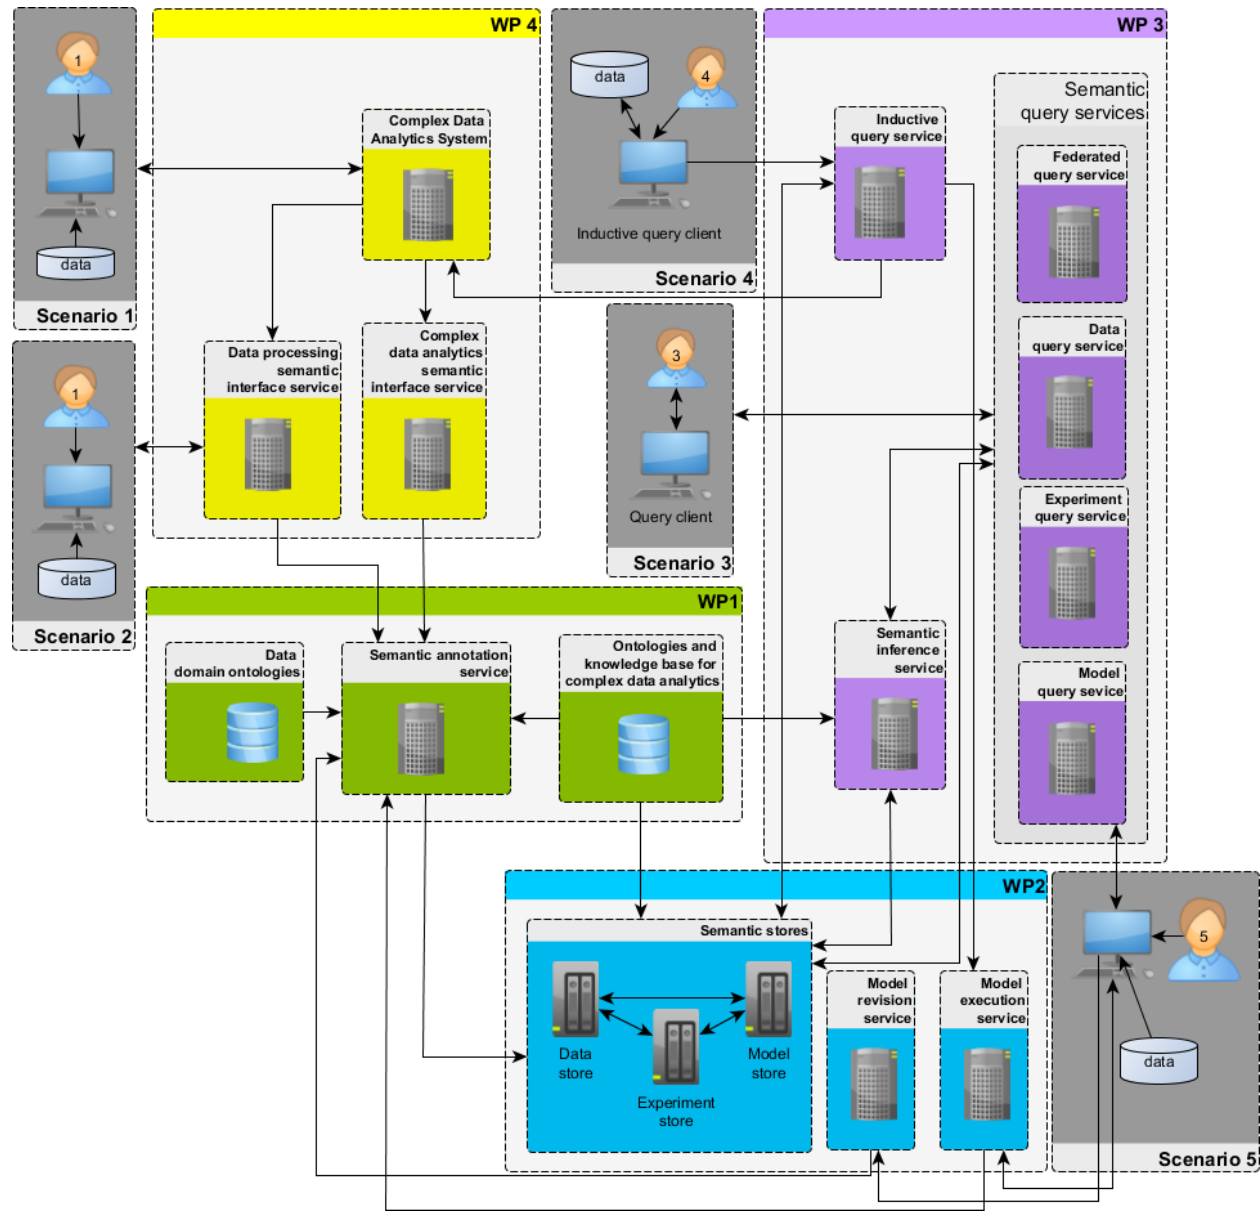 1
data
Scenario 1
1
data
Scenario 2
WP 4
Complex Data
Analytics System
Data processing
semantic
interface service
Complex
data analytics
semantic
interface service
data
4
Inductive query client
Scenario 4
3
Query client
Scenario 3
WP 3
Inductive
query service
Semantic
query services
Federated
query service
Data
query service
Experiment
query service
Model
query sevice
Semantic
inference
service
WP1
Data
domain ontologies
Semantic annotation
service
Ontologies and
knowledge base for
complex data analytics
WP2
Semantic stores
Data
store
Experiment
store
Model
store
Model
revision
service
Model
execution
service
5
data
Scenario 5